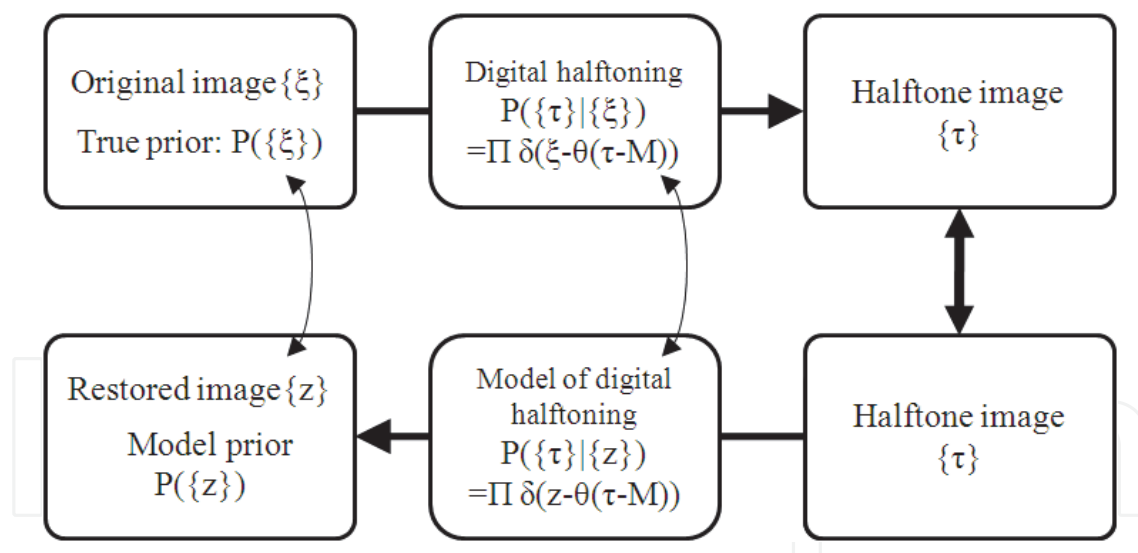 Original image{ξ}
True prior: P({ξ})
Digital halftoning
P({τ}|{ξ})
=Π δ(ξ-θ(τ-M))
Halftone image
{τ}
Restored image{z}
Model prior
P({z})
Model of digital
halftoning
P({τ}|{z})
=Π δ(z-θ(τ-M))
Halftone image
{τ}